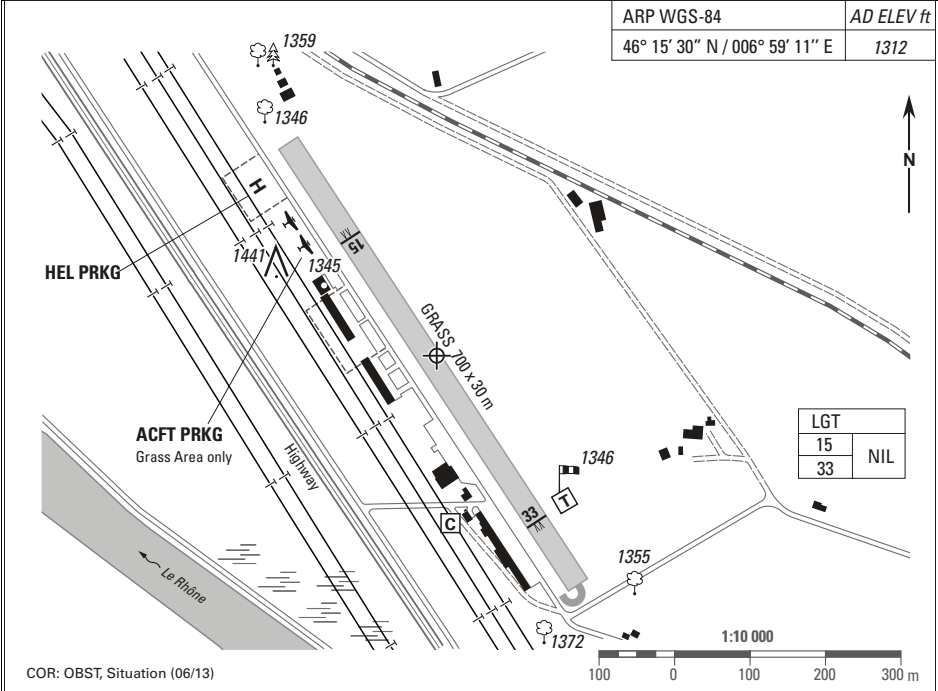 ARP WGS-84
AD ELEV ft
46° 15′ 30″ N / 006° 59′ 11″ E
1312
1359
1346
N
H
15
1441
HEL PRKG
1345
GRASS 700 x 30 m
ACFT PRKG
Grass Area only
Highway
LGT
15
33
NIL
1346
T
33
C
1355
Le Rhône
1372
1:10 000
100 0 100 200 300 m
COR: OBST, Situation (06/13)